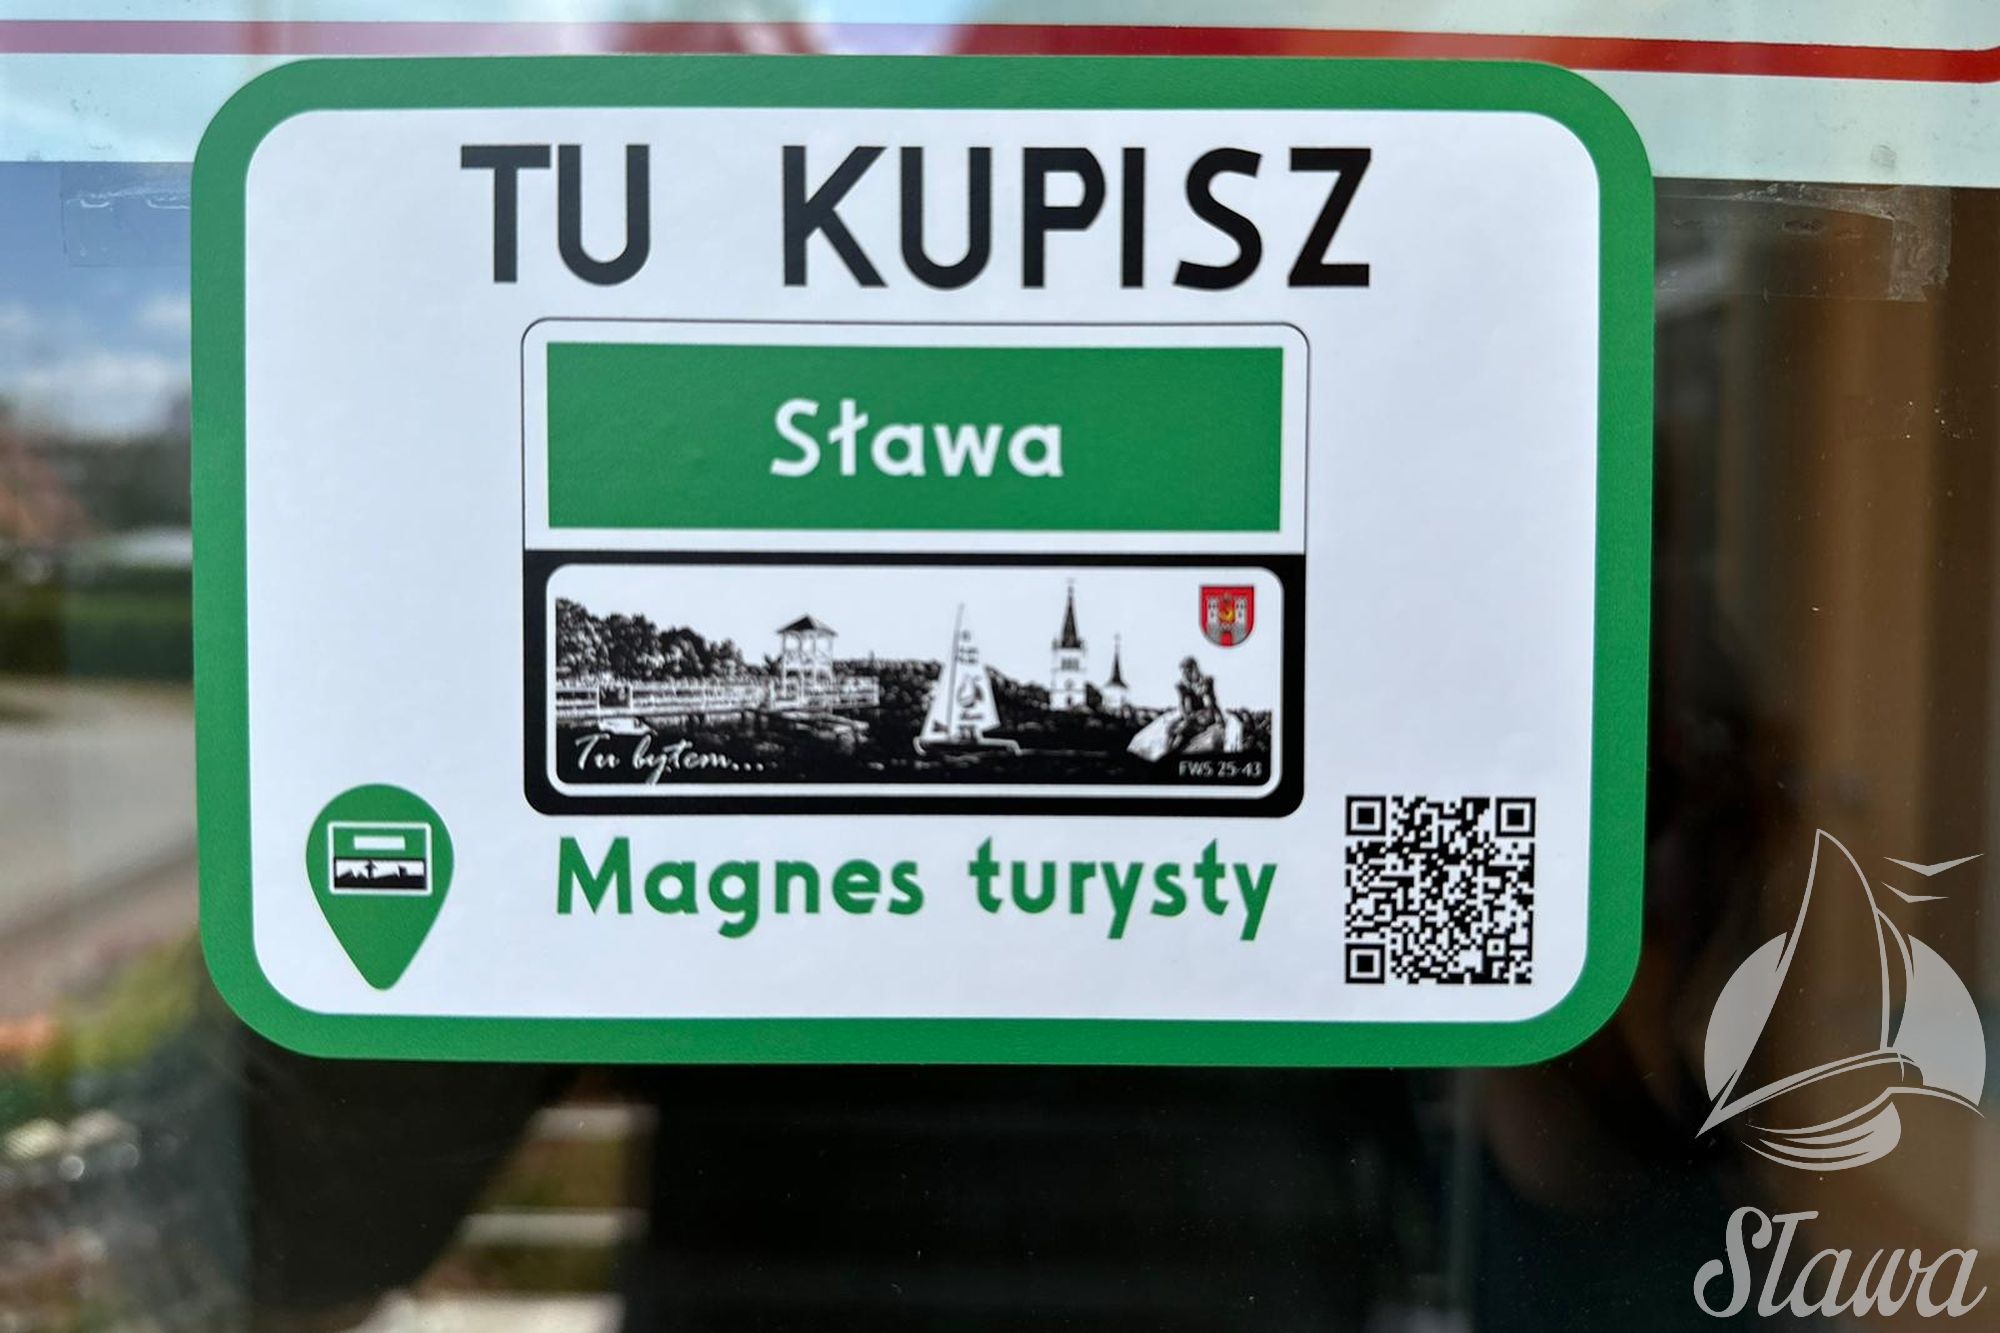 TU KUPISZ
Sława
Tu byłem...
FWS 25-43
Magnes turysty
Sława